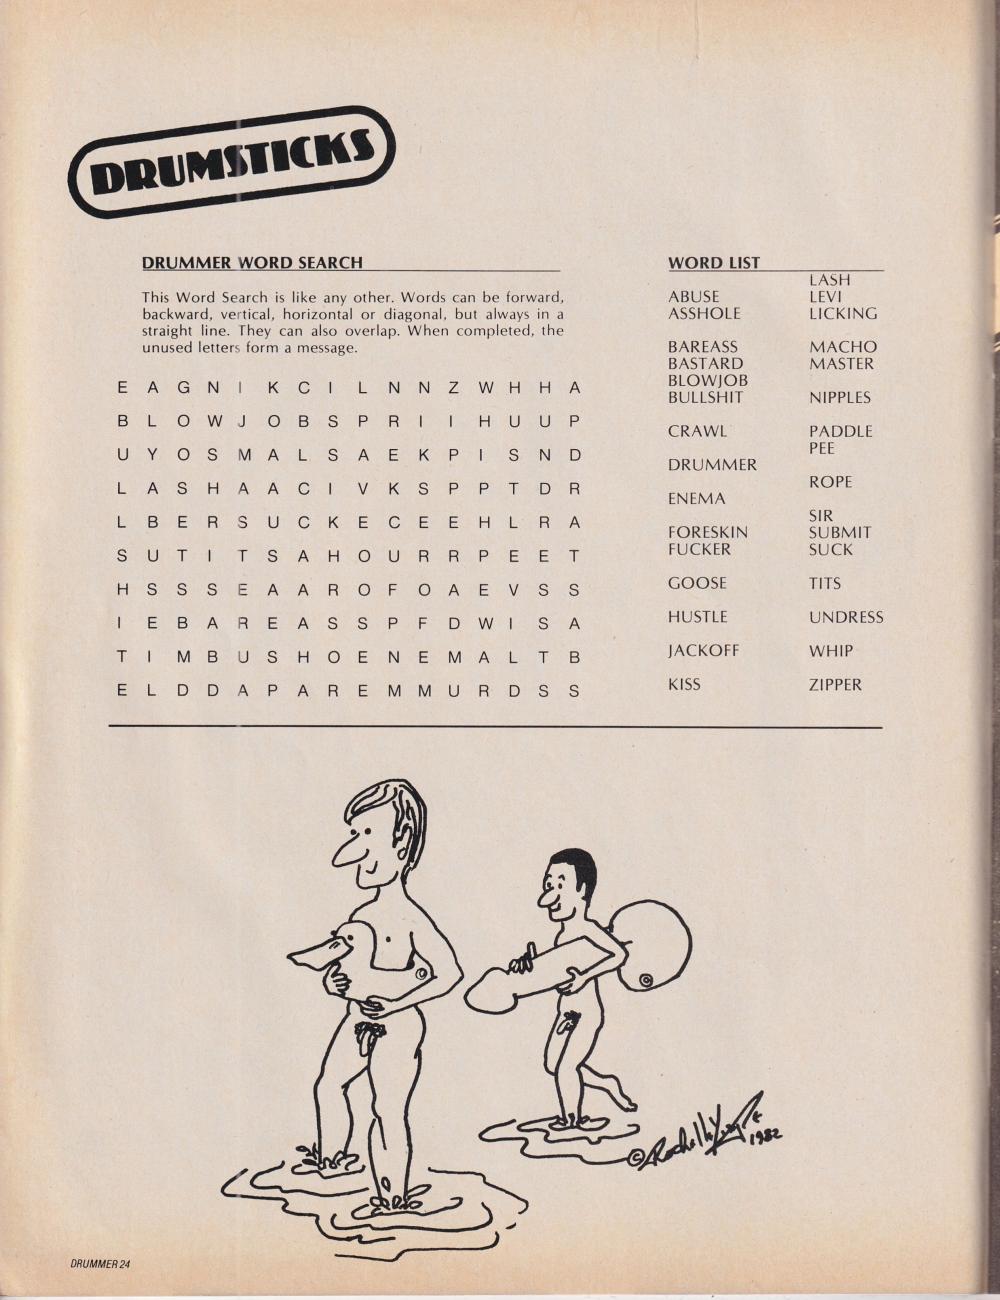 DRUMSTICKS
DRUMMER WORD SEARCH
This Word Search is like any other. Words can be forward,
backward, vertical, horizontal or diagonal, but always in a
straight line. They can also overlap. When completed, the
unused letters form a message.
E A G N I K C I L N N Z W H H A
B L O W J O B S P R I I H U U P
U Y O S M A L S A E K P I S N D
L A S H A A C I V K S P P T D R
L B E R S U C K E C E E H L R A
S U T I T S A H O U R R P E E T
H S S S E A A R O F O A E V S S
I E B A R E A S S P F D W I S A
T I M B U S H O E N E M A L T B
E L D D A P A R E M M U R D S S
WORD LIST
ABUSE
ASSHOLE
BAREASS
BASTARD
BLOWJOB
BULLSHIT
CRAWL
DRUMMER
ENEMA
FORESKIN
FUCKER
GOOSE
HUSTLE
JACKOFF
KISS
LASH
LEVI
LICKING
MACHO
MASTER
NIPPLES
PADDLE
PEE
ROPE
SIR
SUBMIT
SUCK
TITS
UNDRESS
WHIP
ZIPPER
© 
1982
DRUMMER 24